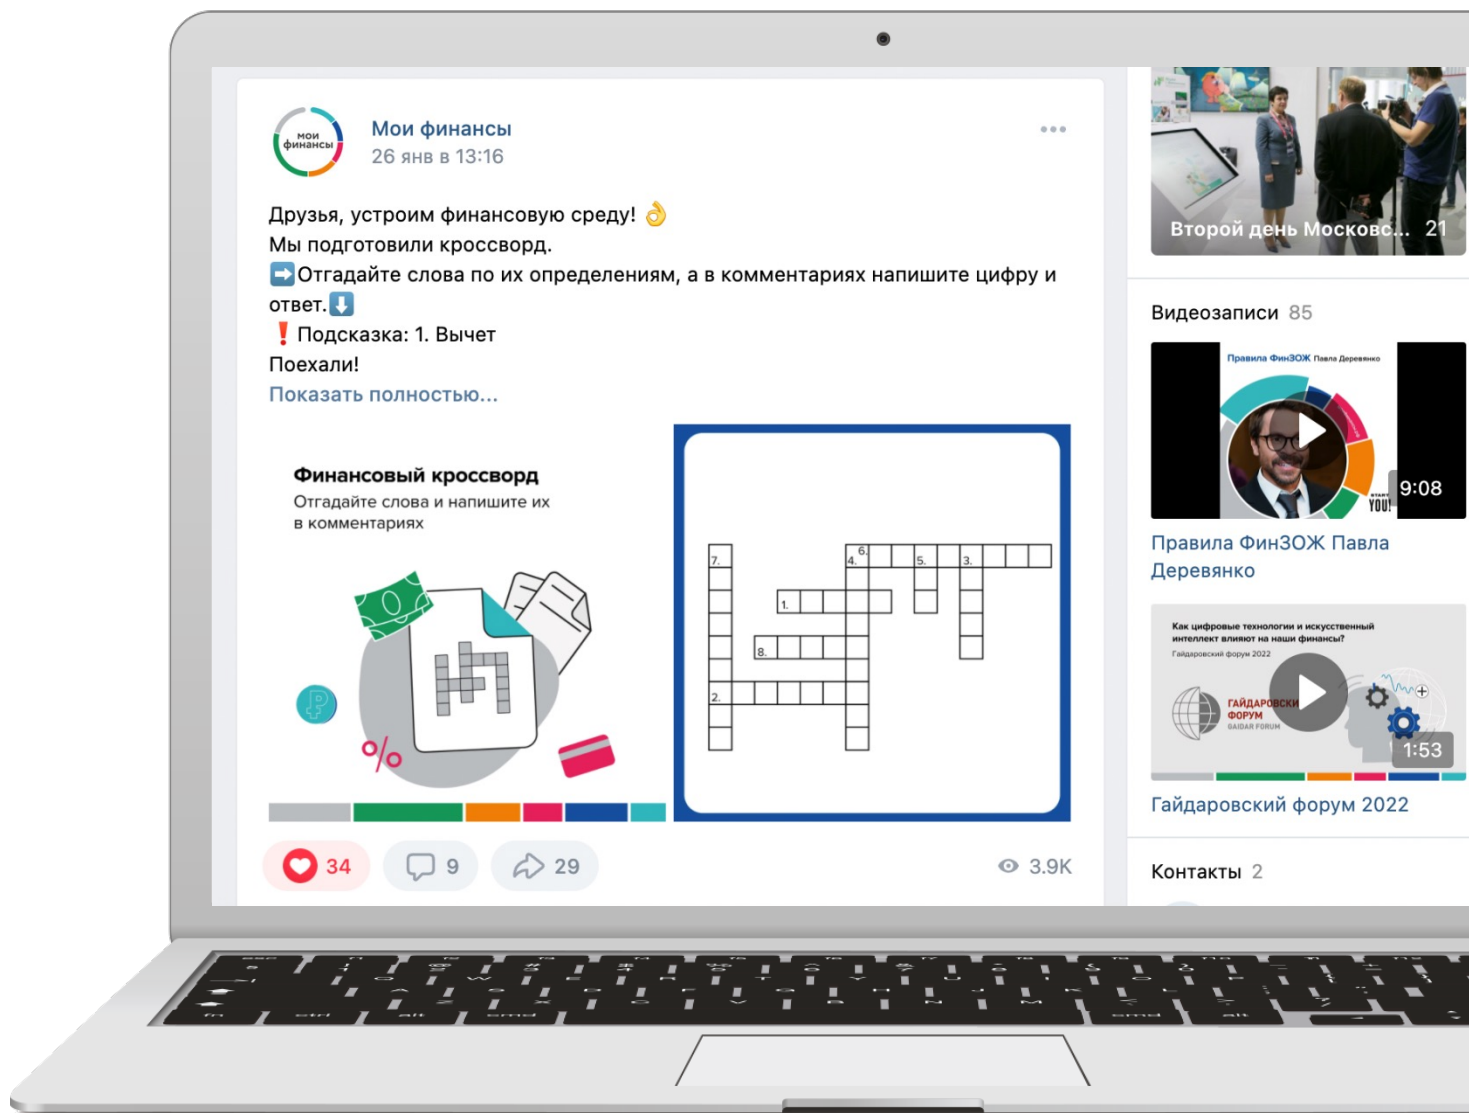 мои
финансы
Мои финансы
26 янв в 13:16
Друзья, устроим финансовую среду! 👌
Мы подготовили кроссворд.
➡Отгадайте слова по их определениям, а в комментариях напишите цифру и
ответ.⬇
❗Подсказка: 1. Вычет
Поехали!
Показать полностью...
Финансовый кроссворд
Отгадайте слова и напишите их
в комментариях
%
7.
6.
4.
5.
3.
1.
8.
2.
34
9
29
3.9K
Второй день Московс... 21
Видеозаписи 85
Правила ФинЗОЖ Павла Деревянко
START
YOU!
9:08
Правила ФинЗОЖ Павла
Деревянко
Как цифровые технологии и искусственный
интеллект влияют на наши финансы?
Гайдаровский форум 2022
ГАЙДАРОВСКИ
ФОРУМ
GAIDAR FORUM
1:53
Гайдаровский форум 2022
Контакты 2